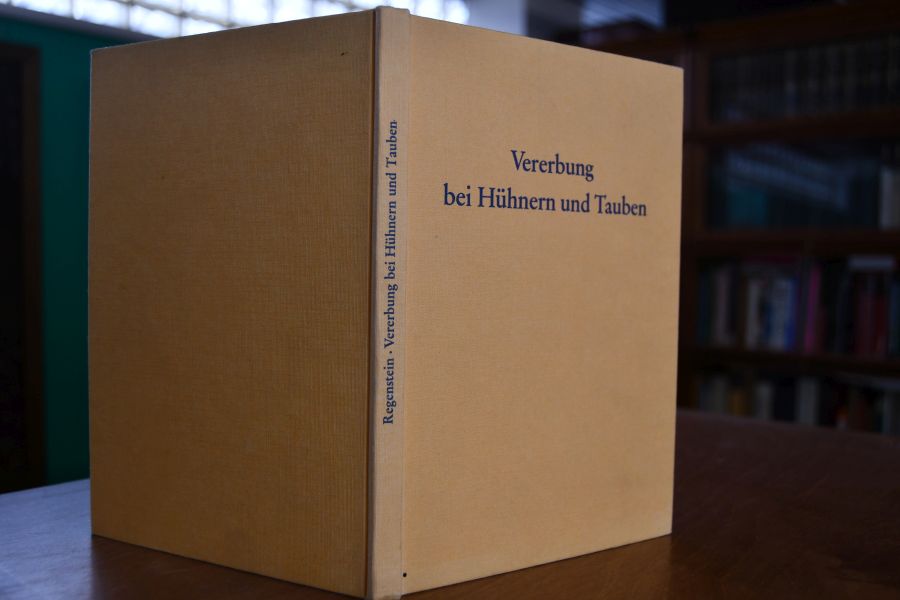 Vererbung
bei Hühnern und Tauben
Regenstein · Vererbung bei Hühnern und Tauben